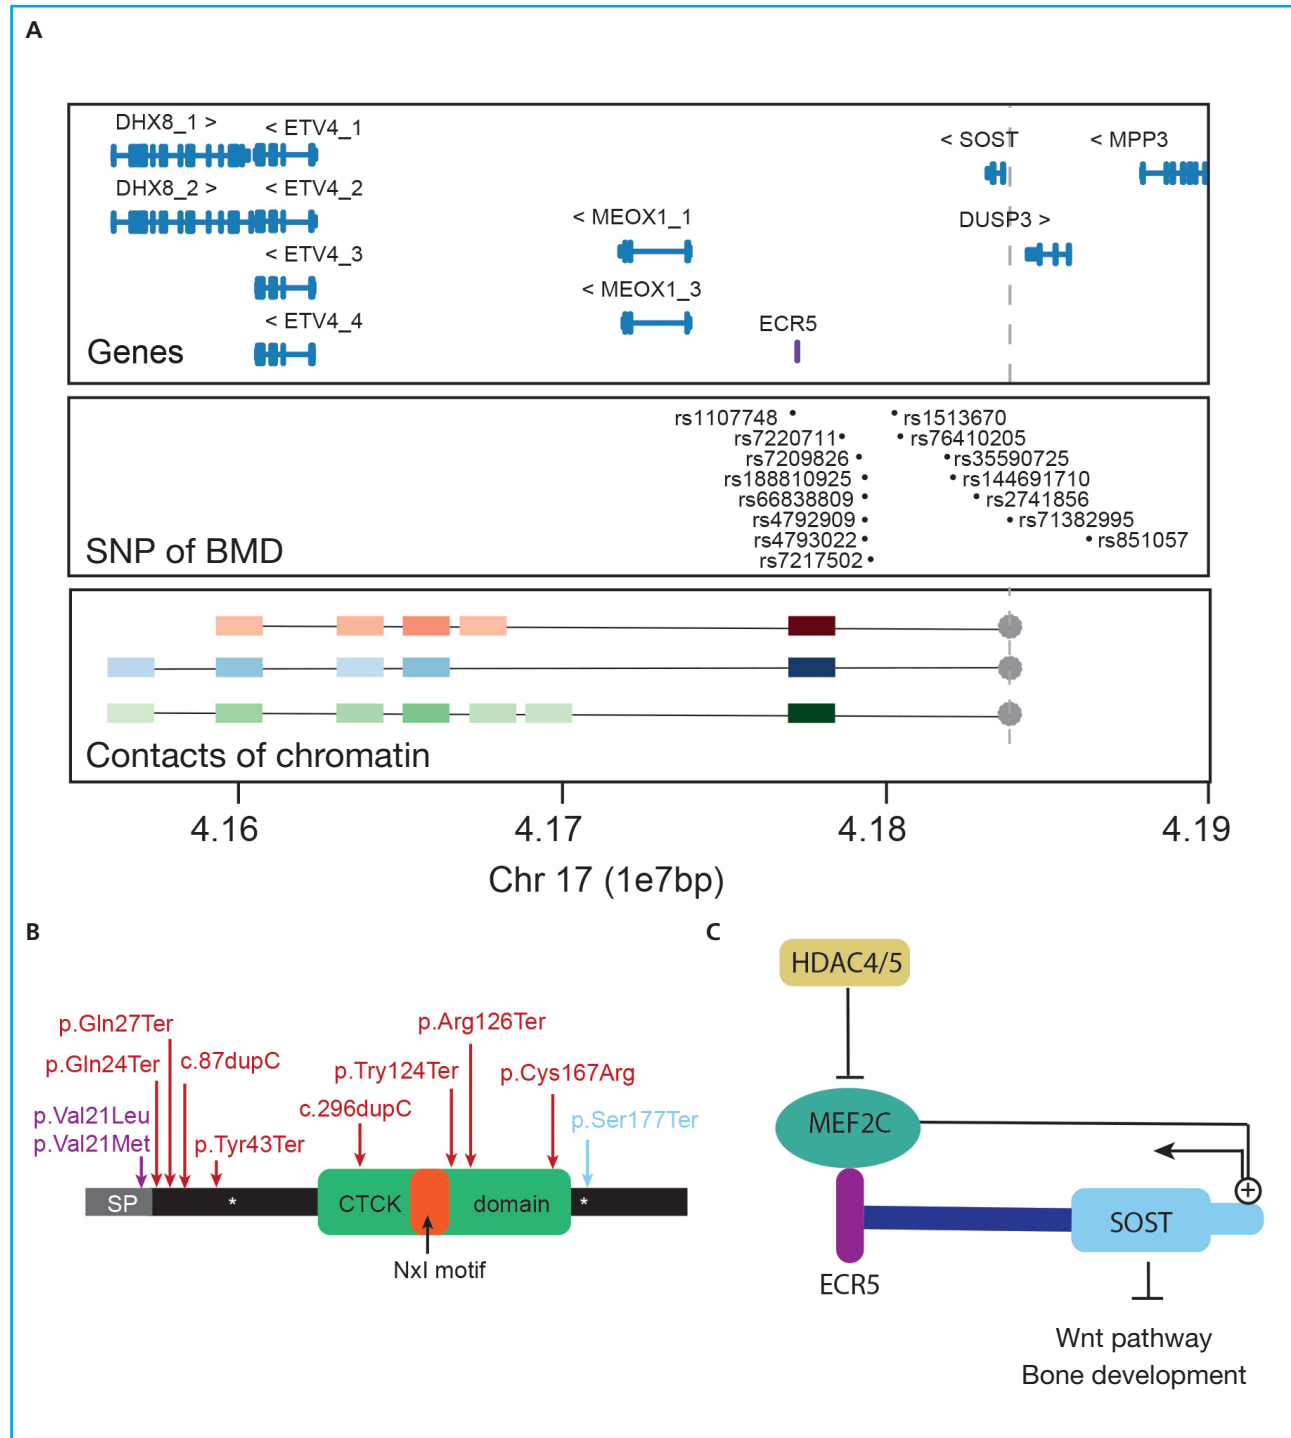 A
DHX8_1 >
< ETV4_1
DHX8_2 >
< ETV4_2
< ETV4_3
< ETV4_4
< MEOX1_1
< MEOX1_3
ECR5
< SOST
DUSP3 >
< MPP3
Genes
rs1107748
rs7220711
rs7209826
rs188810925
rs66838809
rs4792909
rs4793022
rs7217502
rs1513670
rs76410205
rs35590725
rs144691710
rs2741856
rs71382995
rs851057
SNP of BMD
Contacts of chromatin
4.16 4.17 4.18 4.19
Chr 17 (1e7bp)
B
p.Gln27Ter
p.Gln24Ter
c.87dupC
p.Val21Leu
p.Val21Met
p.Tyr43Ter
c.296dupC
p.Try124Ter
p.Arg126Ter
p.Cys167Arg
p.Ser177Ter
SP * CTCK domain *
NxI motif
C
HDAC4/5
MEF2C
+
SOST
ECR5
Wnt pathway
Bone development